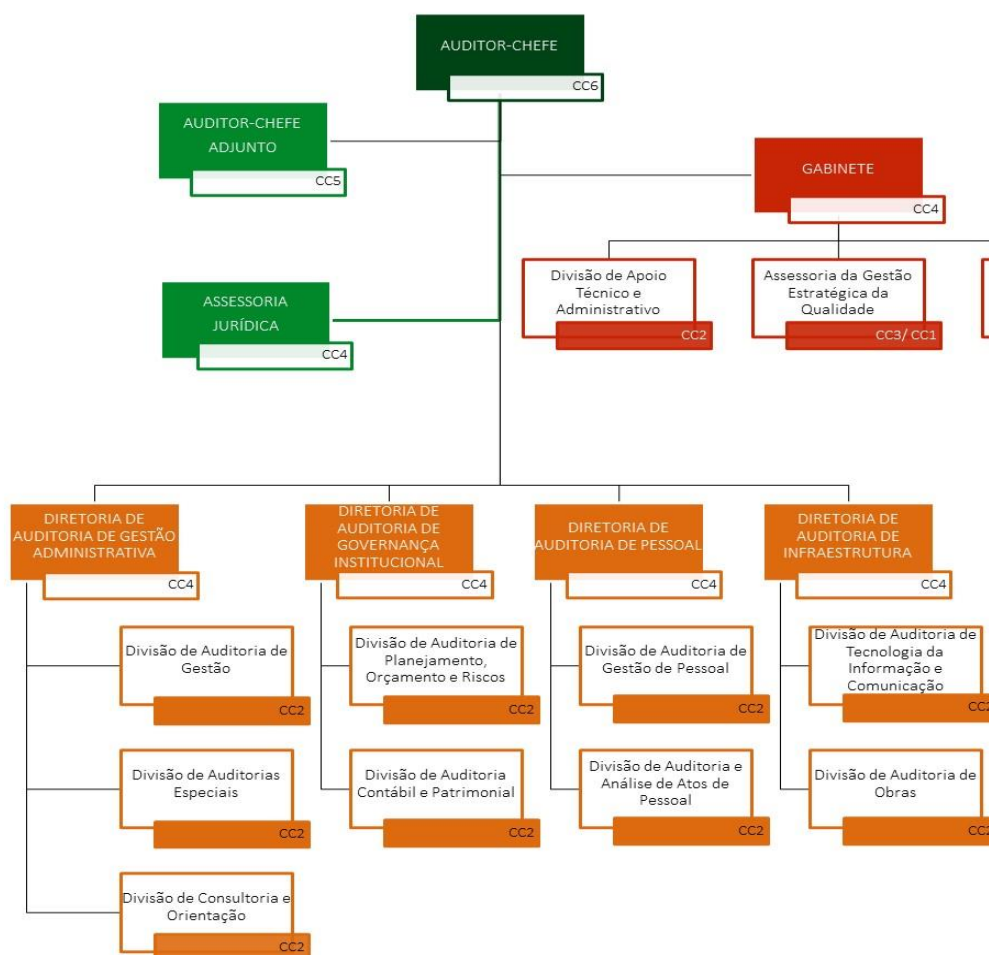 AUDITOR-CHEFE
CC6
AUDITOR-CHEFE
ADJUNTO
CC5
GABINETE
CC4
Divisão de Apoio
Técnico e
Administrativo
CC2
Assessoria da Gestão
Estratégica da
Qualidade
CC3/ CC1
ASSESSORIA
JURÍDICA
CC4
DIRETORIA DE
AUDITORIA DE GESTÃO
ADMINISTRATIVA
CC4
DIRETORIA DE
AUDITORIA DE
GOVERNANÇA
INSTITUCIONAL
CC4
DIRETORIA DE
AUDITORIA DE PESSOAL
CC4
DIRETORIA DE
AUDITORIA DE
INFRAESTRUTURA
CC4
Divisão de Auditoria de
Gestão
CC2
Divisão de Auditoria de
Planejamento,
Orçamento e Riscos
CC2
Divisão de Auditoria de
Gestão de Pessoal
CC2
Divisão de Auditoria de
Tecnologia da
Informação e
Comunicação
CC2
Divisão de Auditorias
Especiais
CC2
Divisão de Auditoria
Contábil e Patrimonial
CC2
Divisão de Auditoria e
Análise de Atos de
Pessoal
CC2
Divisão de Auditoria de
Obras
CC2
Divisão de Consultoria e
Orientação
CC2